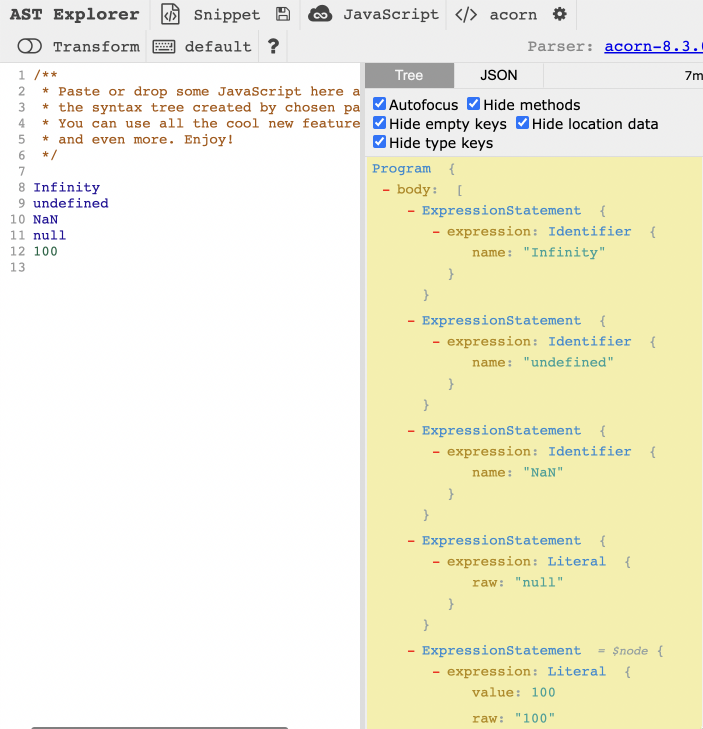 AST Explorer Snippet JavaScript </> acorn
Transform default ? Parser: acorn-8.3.
Tree JSON 7m
Autofocus Hide methods
Hide empty keys Hide location data
Hide type keys
1 /**
2 * Paste or drop some JavaScript here a
3 * the syntax tree created by chosen pa
4 * You can use all the cool new feature
5 * and even more. Enjoy!
6 */
7
8 Infinity
9 undefined
10 NaN
11 null
12 100
13
Program {
- body: [
- ExpressionStatement {
- expression: Identifier {
name: "Infinity"
}
}
- ExpressionStatement {
- expression: Identifier {
name: "undefined"
}
}
- ExpressionStatement {
- expression: Identifier {
name: "NaN"
}
}
- ExpressionStatement {
- expression: Literal {
raw: "null"
}
}
- ExpressionStatement = $node {
- expression: Literal {
value: 100
raw: "100"